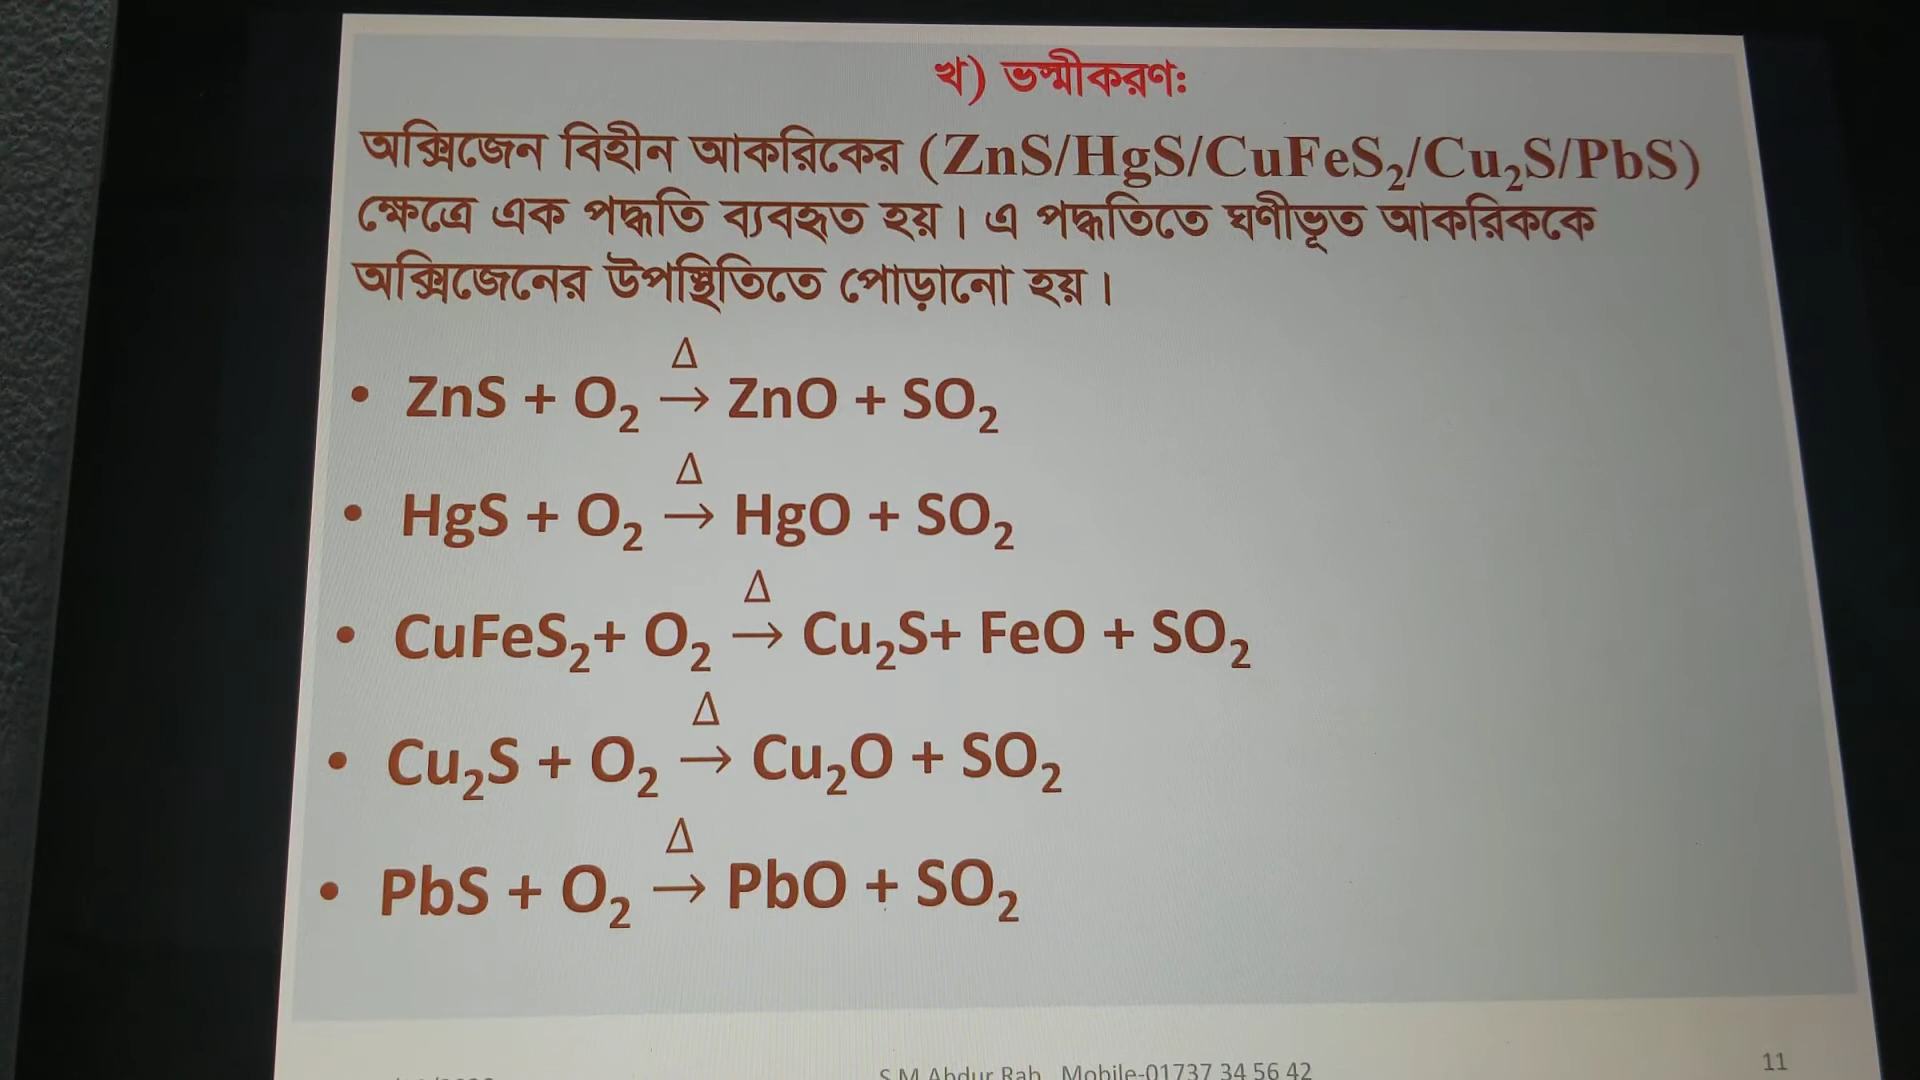 খ) ভস্মীকরণঃ
অক্সিজেন বিহীন আকরিকের (ZnS/HgS/CuFeS₂/Cu₂S/PbS)
ক্ষেত্রে এক পদ্ধতি ব্যবহৃত হয়। এ পদ্ধতিতে ঘণীভূত আকরিককে
অক্সিজেনের উপস্থিতিতে পোড়ানো হয়।
Δ
• ZnS + O₂ → ZnO + SO₂
Δ
• HgS + O₂ → HgO + SO₂
Δ
• CuFeS₂+ O₂ → Cu₂S+ FeO + SO₂
Δ
• Cu₂S + O₂ → Cu₂O + SO₂
Δ
• PbS + O₂ → PbO + SO₂
S M Abdur Rab Mobile-01737 34 56 42
11